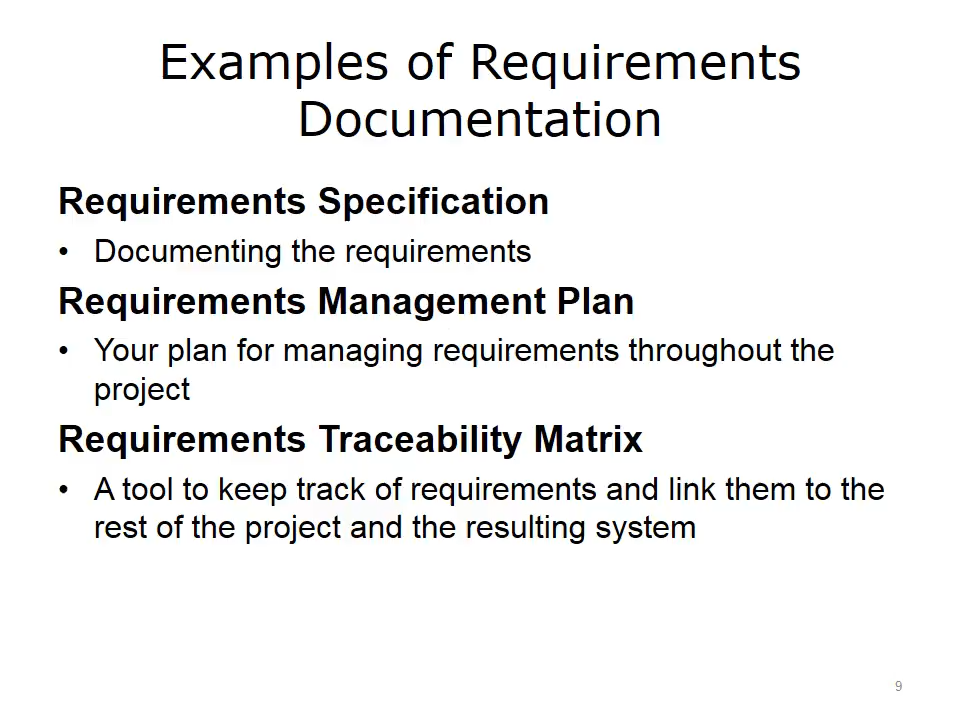 Examples of Requirements
Documentation
Requirements Specification
• Documenting the requirements
Requirements Management Plan
• Your plan for managing requirements throughout the
project
Requirements Traceability Matrix
• A tool to keep track of requirements and link them to the
rest of the project and the resulting system
9